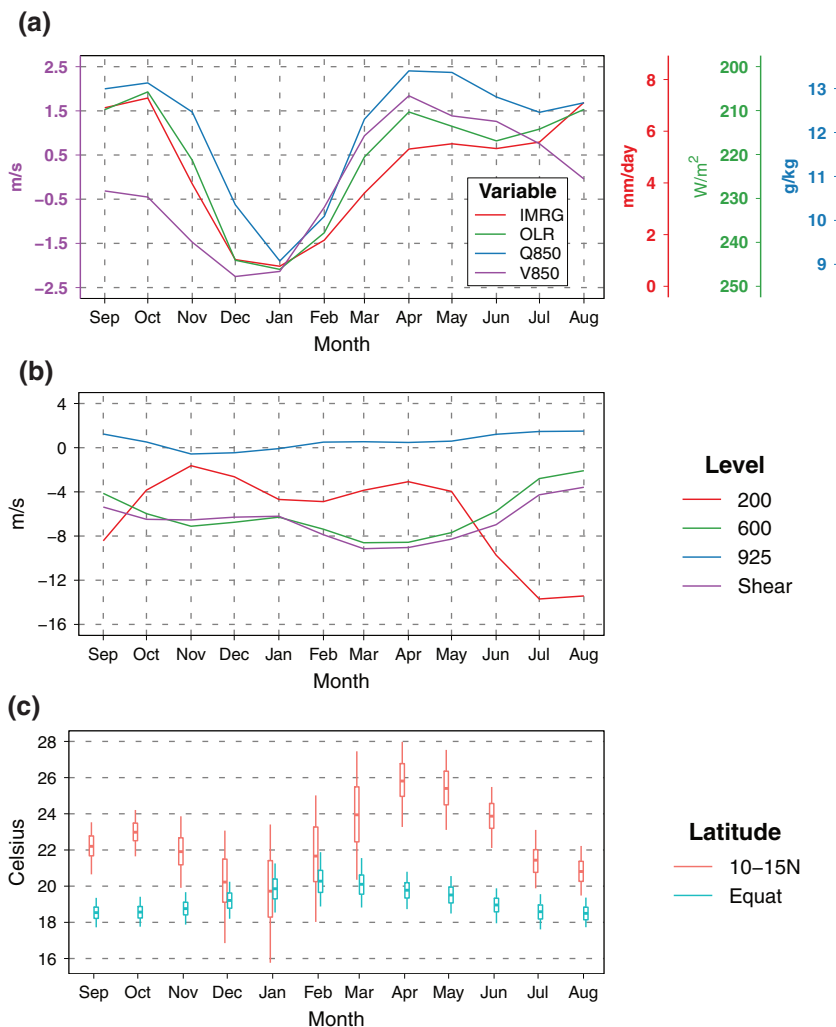 (a)
2.5
1.5
0.5
−0.5
−1.5
−2.5
m/s
Variable
IMRG
OLR
Q850
V850
Sep Oct Nov Dec Jan Feb Mar Apr May Jun Jul Aug
Month
8
6
4
2
0
mm/day
200
210
220
230
240
250
W/m²
13
12
11
10
9
g/kg
(b)
4
0
−4
−8
−12
−16
m/s
Sep Oct Nov Dec Jan Feb Mar Apr May Jun Jul Aug
Month
Level
200
600
925
Shear
(c)
28
26
24
22
20
18
16
Celsius
Sep Oct Nov Dec Jan Feb Mar Apr May Jun Jul Aug
Month
Latitude
10−15N
Equat